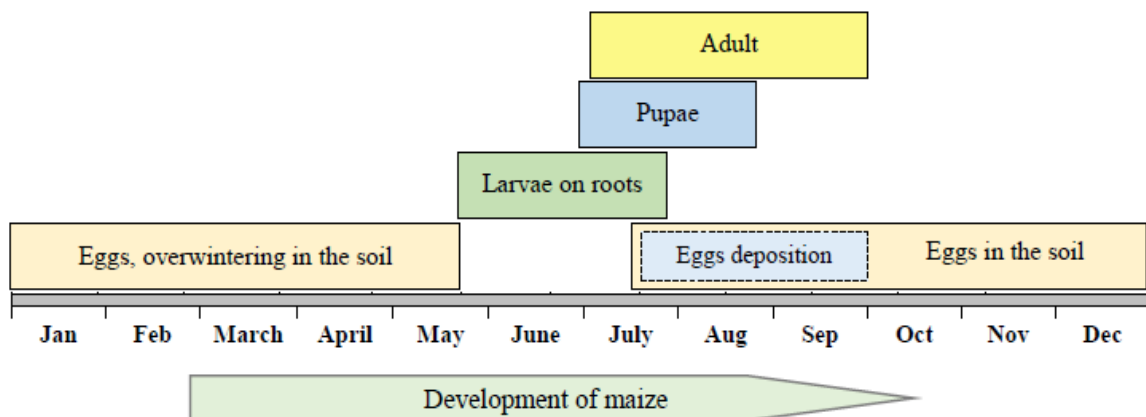 Adult
Pupae
Larvae on roots
Eggs, overwintering in the soil
Eggs deposition
Eggs in the soil
Jan Feb March April May June July Aug Sep Oct Nov Dec
Development of maize